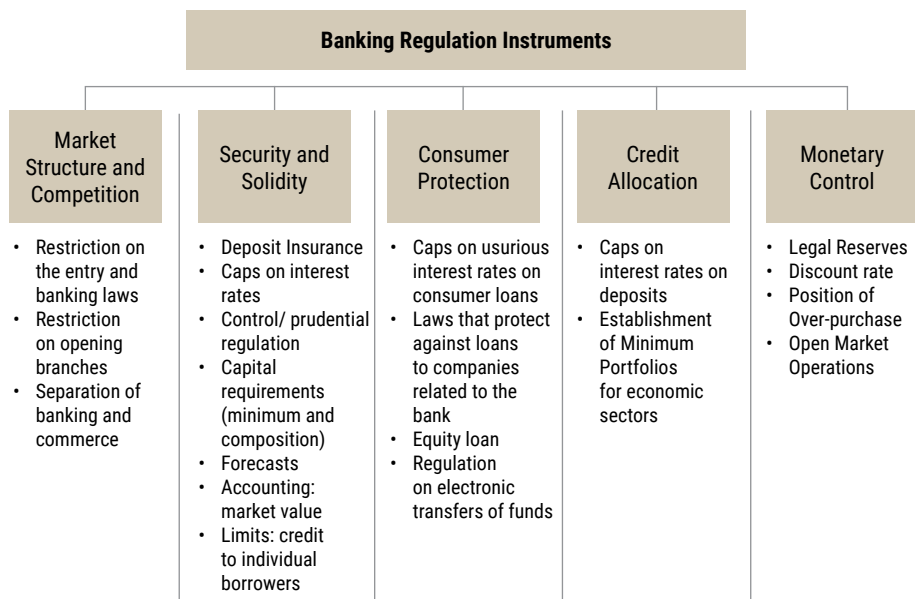 Banking Regulation Instruments
Market
Structure and
Competition
• Restriction on
the entry and
banking laws
• Restriction
on opening
branches
• Separation of
banking and
commerce
Security and
Solidity
• Deposit Insurance
• Caps on interest
rates
• Control/ prudential
regulation
• Capital
requirements
(minimum and
composition)
• Forecasts
• Accounting:
market value
• Limits: credit
to individual
borrowers
Consumer
Protection
• Caps on usurious
interest rates on
consumer loans
• Laws that protect
against loans
to companies
related to the
bank
• Equity loan
• Regulation
on electronic
transfers of funds
Credit
Allocation
• Caps on
interest rates on
deposits
• Establishment
of Minimum
Portfolios
for economic
sectors
Monetary
Control
• Legal Reserves
• Discount rate
• Position of
Over-purchase
• Open Market
Operations